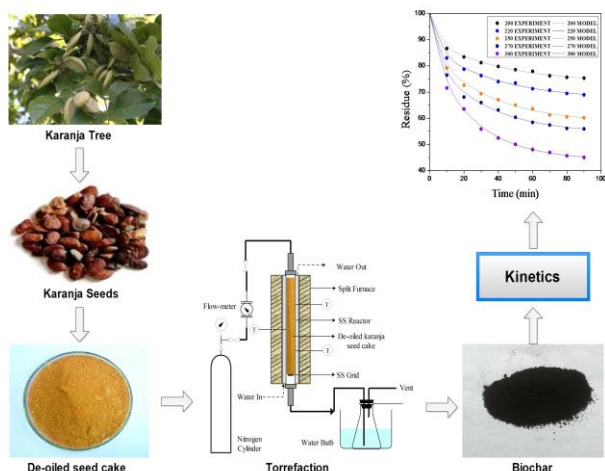 Karanja Tree
Karanja Seeds
De-oiled seed cake
Flow-meter
Water In
Nitrogen
Cylinder
Water Out
Split Furnace
SS Reactor
De-oiled karanja
seed cake
SS Grid
T
T
T
Vent
Water Bath
Torrefaction
Biochar
Kinetics
Residue (%)
100
90
80
70
60
50
40
0 20 40 60 80 100
Time (min)
200 EXPERIMENT 200 MODEL
220 EXPERIMENT 220 MODEL
250 EXPERIMENT 250 MODEL
270 EXPERIMENT 270 MODEL
300 EXPERIMENT 300 MODEL